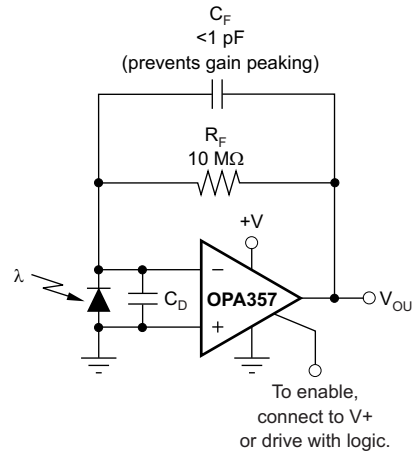 C_F
<1 pF
(prevents gain peaking)
R_F
10 MΩ
+V
λ
−
OPA357
C_D
+
V_OU
To enable,
connect to V+
or drive with logic.